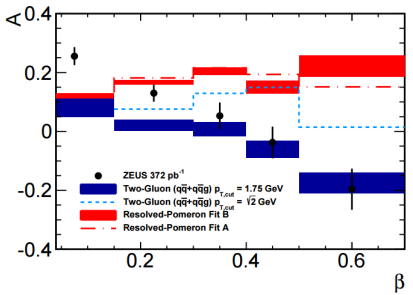 A
0.4
0.2
0
-0.2
-0.4
ZEUS 372 pb⁻¹
Two-Gluon (qq̄+qq̄g) p_T,cut = 1.75 GeV
Two-Gluon (qq̄+qq̄g) p_T,cut = √2 GeV
Resolved-Pomeron Fit B
Resolved-Pomeron Fit A
0.2 0.4 0.6
β